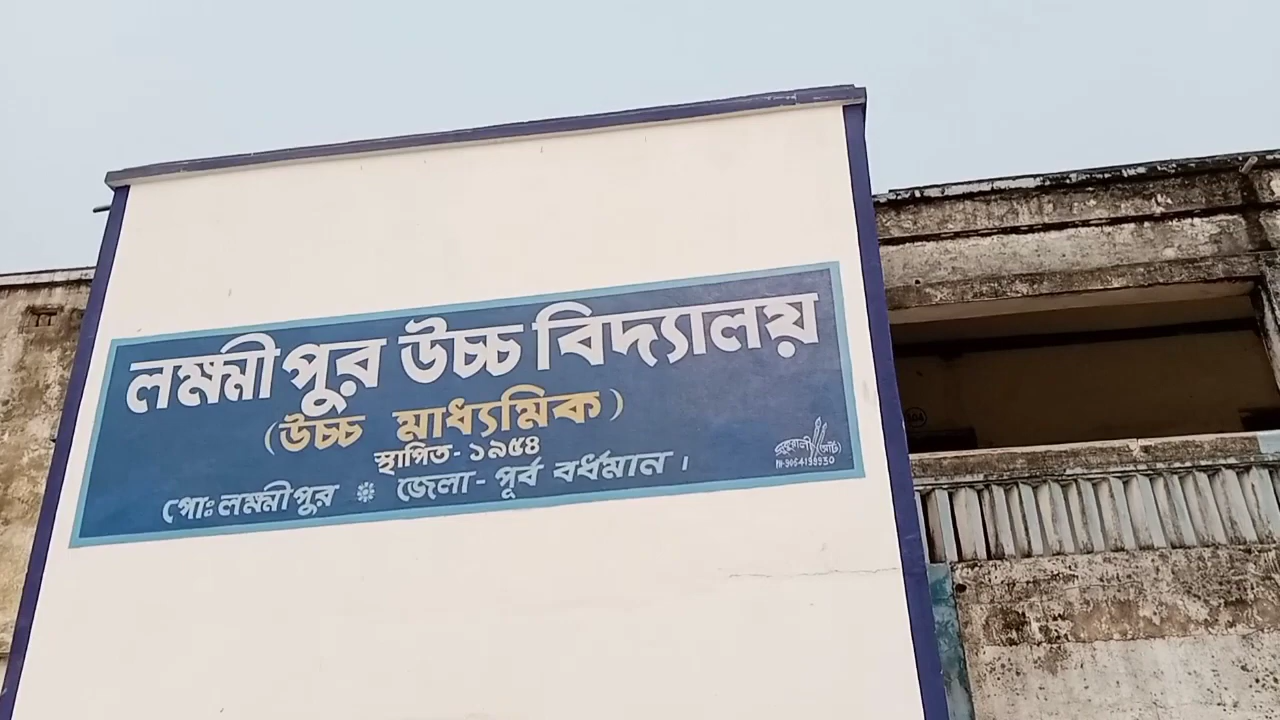 লক্ষ্মীপুর উচ্চ বিদ্যালয়
(উচ্চ মাধ্যমিক)
স্থাপিত- ১৯৫৪
পোঃ লক্ষ্মীপুর ❋ জেলা- পূর্ব বর্ধমান।